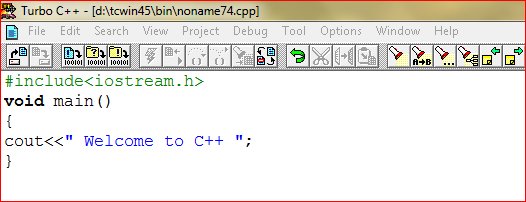 Turbo C++ - [d:\tcwin45\bin\noname74.cpp]
File Edit Search View Project Debug Tool Options Window Help
#include<iostream.h>
void main()
{
cout<<" Welcome to C++ ";
}